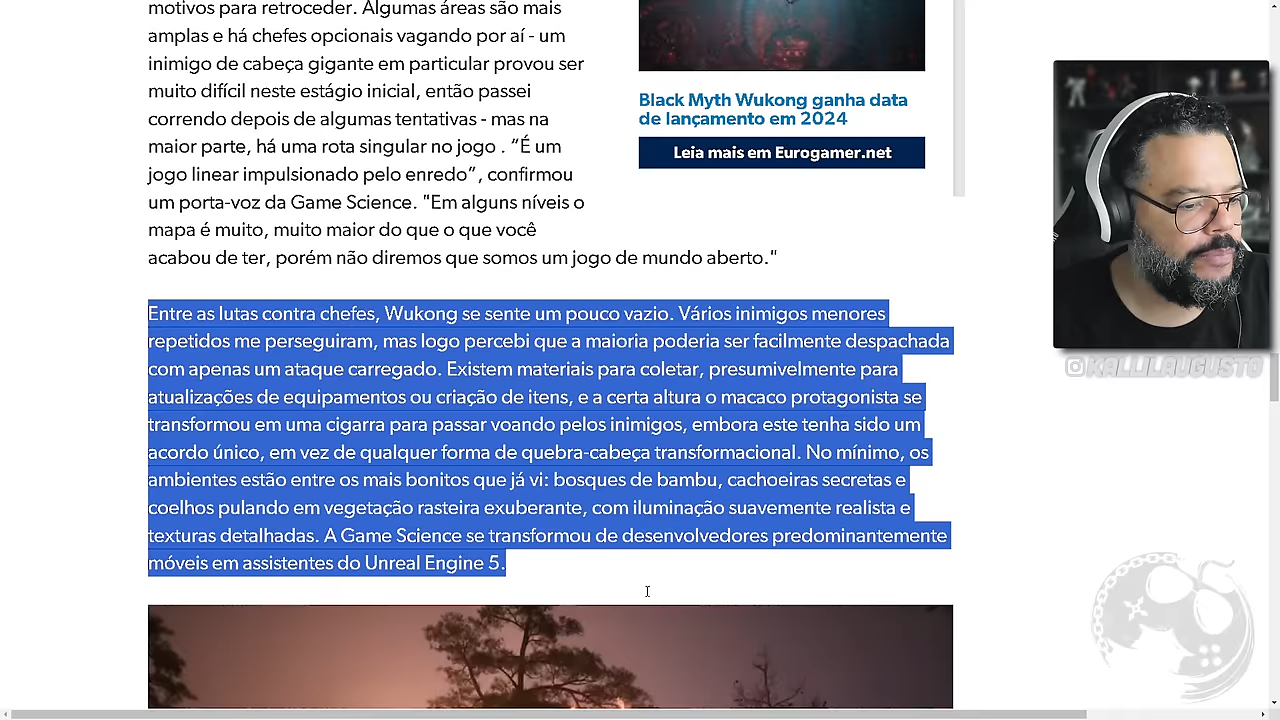 motivos para retroceder. Algumas áreas são mais
amplas e há chefes opcionais vagando por aí - um
inimigo de cabeça gigante em particular provou ser
muito difícil neste estágio inicial, então passei
correndo depois de algumas tentativas - mas na
maior parte, há uma rota singular no jogo . “É um
jogo linear impulsionado pelo enredo”, confirmou
um porta-voz da Game Science. "Em alguns níveis o
mapa é muito, muito maior do que o que você
acabou de ter, porém não diremos que somos um jogo de mundo aberto."
Black Myth Wukong ganha data
de lançamento em 2024
Leia mais em Eurogamer.net
Entre as lutas contra chefes, Wukong se sente um pouco vazio. Vários inimigos menores
repetidos me perseguiram, mas logo percebi que a maioria poderia ser facilmente despachada
com apenas um ataque carregado. Existem materiais para coletar, presumivelmente para
atualizações de equipamentos ou criação de itens, e a certa altura o macaco protagonista se
transformou em uma cigarra para passar voando pelos inimigos, embora este tenha sido um
acordo único, em vez de qualquer forma de quebra-cabeça transformacional. No mínimo, os
ambientes estão entre os mais bonitos que já vi: bosques de bambu, cachoeiras secretas e
coelhos pulando em vegetação rasteira exuberante, com iluminação suavemente realista e
texturas detalhadas. A Game Science se transformou de desenvolvedores predominantemente
móveis em assistentes do Unreal Engine 5.
KALLILAUGUSTO